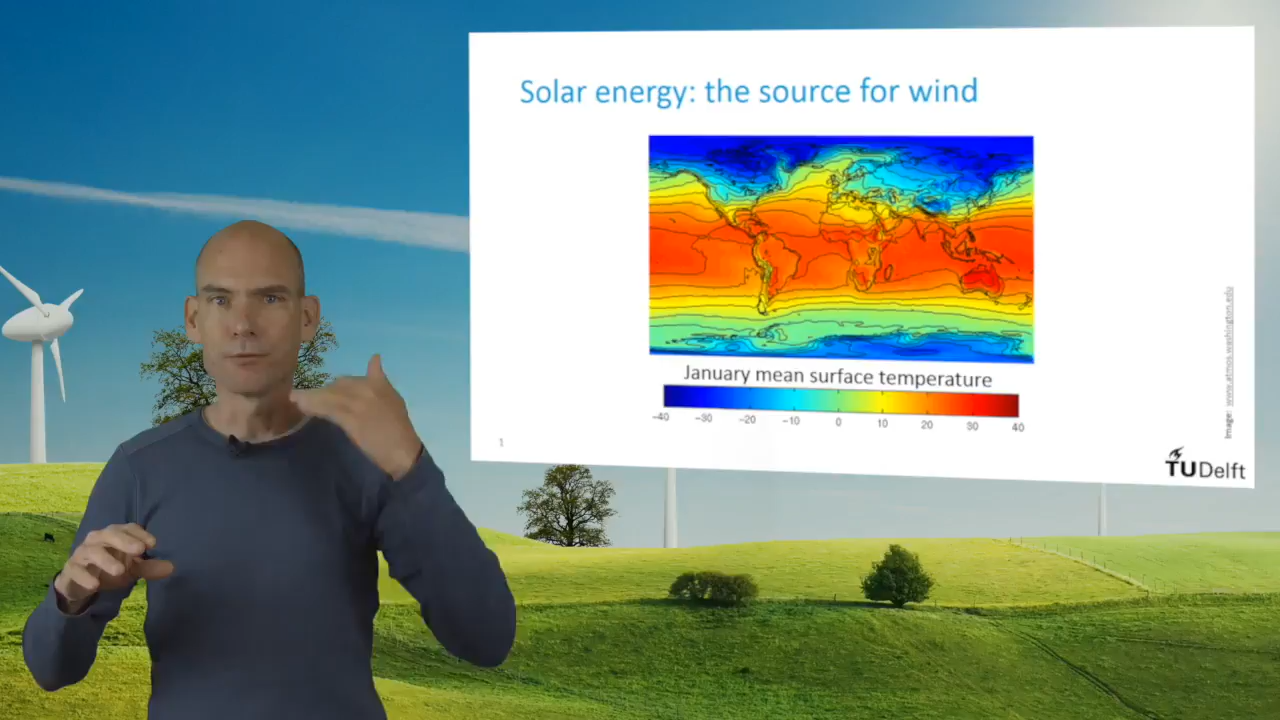 Solar energy: the source for wind
January mean surface temperature
−40 −30 −20 −10 0 10 20 30 40
Image: www.atmos.washington.edu
1
TUDelft